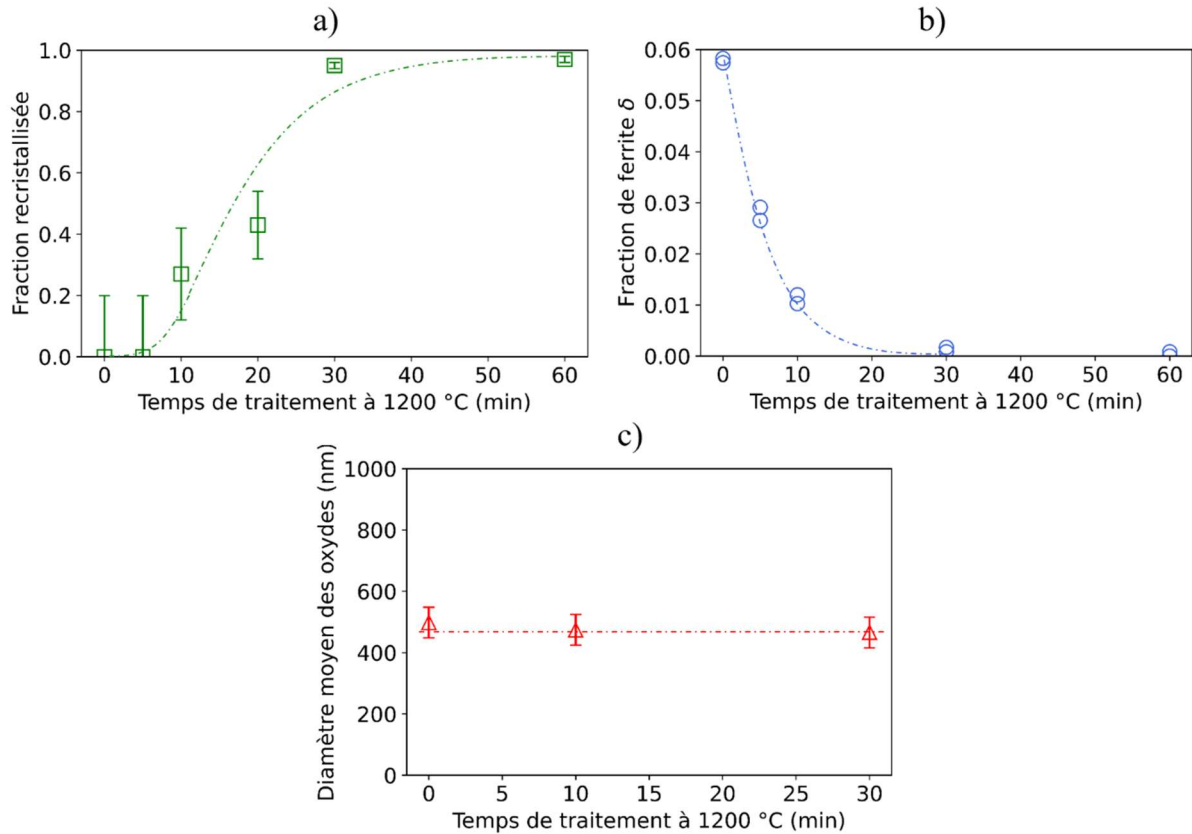 a)
Fraction recristallisée
1.0
0.8
0.6
0.4
0.2
0.0
0 10 20 30 40 50 60
Temps de traitement à 1200 °C (min)
b)
Fraction de ferrite δ
0.06
0.05
0.04
0.03
0.02
0.01
0.00
0 10 20 30 40 50 60
Temps de traitement à 1200 °C (min)
c)
Diamètre moyen des oxydes (nm)
1000
800
600
400
200
0
0 5 10 15 20 25 30
Temps de traitement à 1200 °C (min)